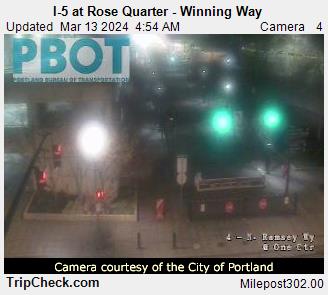 I-5 at Rose Quarter - Winning Way
Updated Mar 13 2024 4:54 AM Camera 4
PBOT
PORTLAND BUREAU OF TRANSPORTATION
4 - N. Ramsey Wy
@ One Ctr
Camera courtesy of the City of Portland
TripCheck.com Milepost302.00